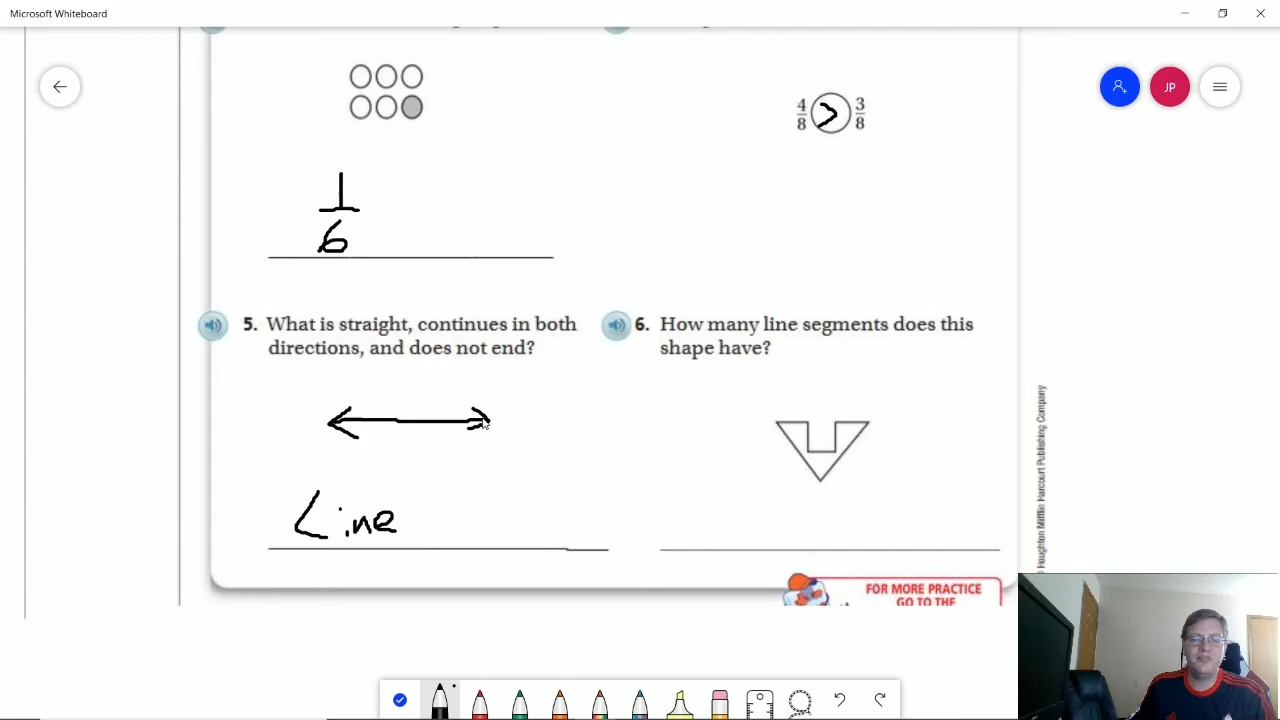 Microsoft Whiteboard
JP
4/8 > 3/8
1/6
5. What is straight, continues in both
directions, and does not end?
Line
6. How many line segments does this
shape have?
Houghton Mifflin Harcourt Publishing Company
FOR MORE PRACTICE
GO TO THE